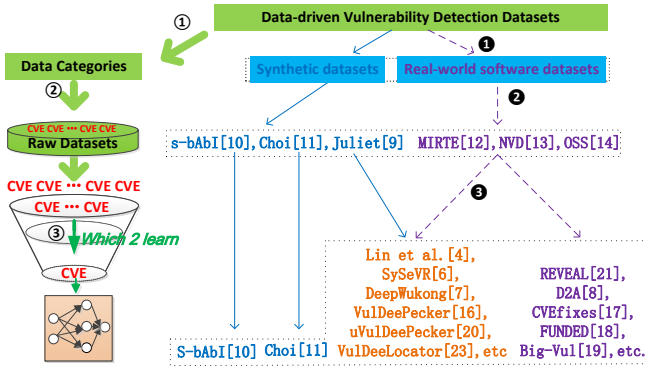 Data-driven Vulnerability Detection Datasets
①
❶
Data Categories
Synthetic datasets
Real-world software datasets
②
❷
CVE CVE ··· CVE CVE
Raw Datasets
s-bAbI[10],Choi[11],Juliet[9]
MIRTE[12],NVD[13],OSS[14]
CVE CVE ··· CVE CVE
CVE ··· CVE
❸
③
Which 2 learn
CVE
Lin et al.[4],
SySeVR[6],
DeepWukong[7],
VulDeePecker[16],
uVulDeePecker[20],
VulDeeLocator[23], etc
REVEAL[21],
D2A[8],
CVEfixes[17],
FUNDED[18],
Big-Vul[19], etc.
S-bAbI[10]
Choi[11]